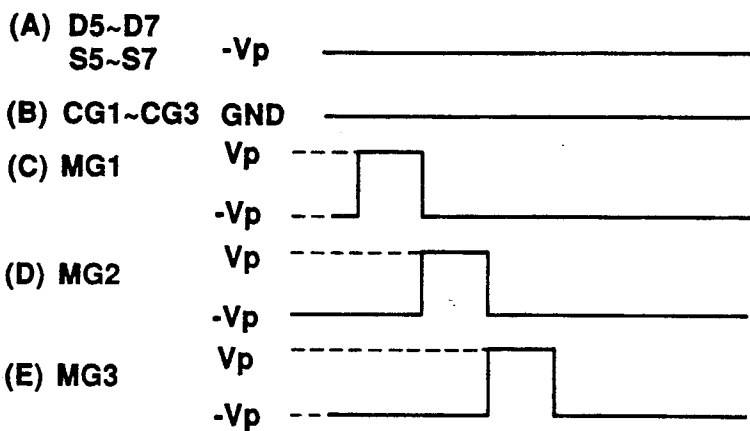 (A) D5~D7
S5~S7 -Vp
(B) CG1~CG3 GND
(C) MG1 Vp
-Vp
(D) MG2 Vp
-Vp
(E) MG3 Vp
-Vp